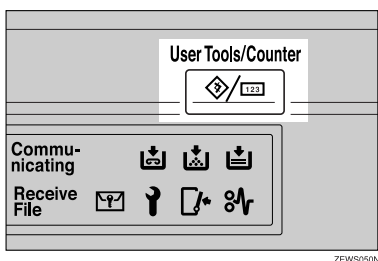 User Tools/Counter
123
Commu-
nicating
Receive
File
ZEWS050N